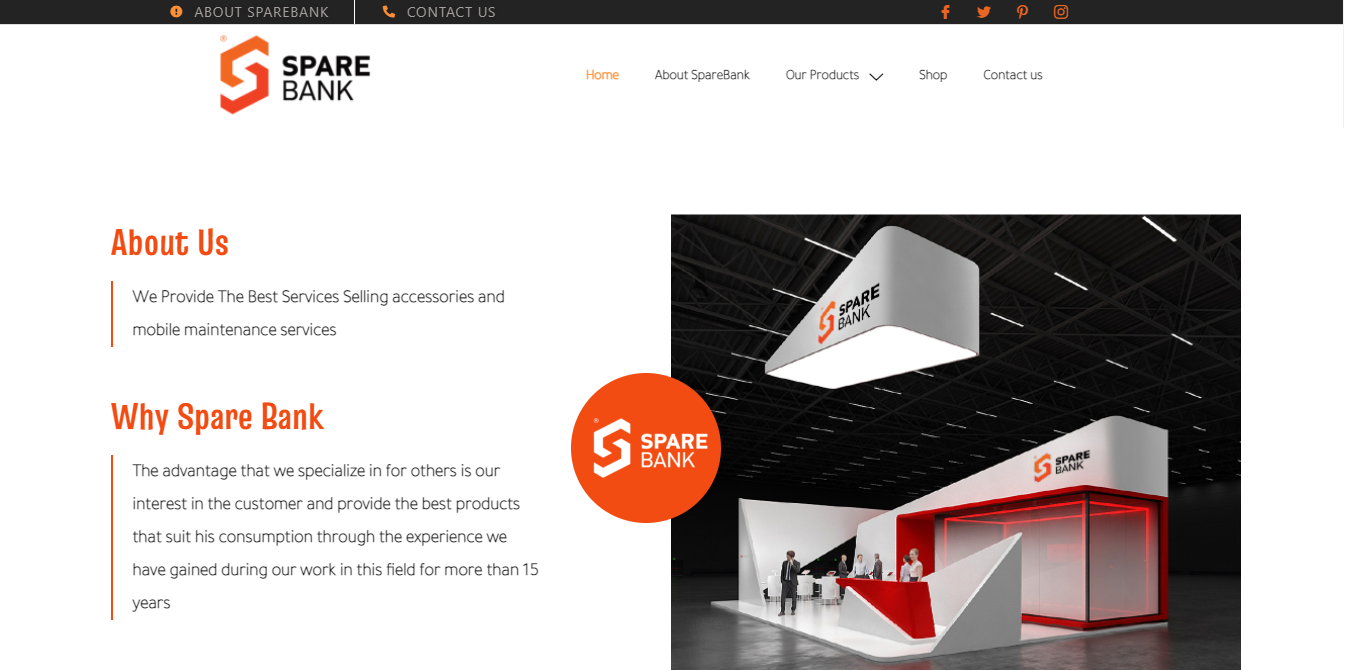 ABOUT SPAREBANK
CONTACT US
® SPARE
BANK
Home
About SpareBank
Our Products
Shop
Contact us
About Us
We Provide The Best Services Selling accessories and
mobile maintenance services
Why Spare Bank
The advantage that we specialize in for others is our
interest in the customer and provide the best products
that suit his consumption through the experience we
have gained during our work in this field for more than 15
years
SPARE
BANK
® SPARE
BANK
SPARE
BANK